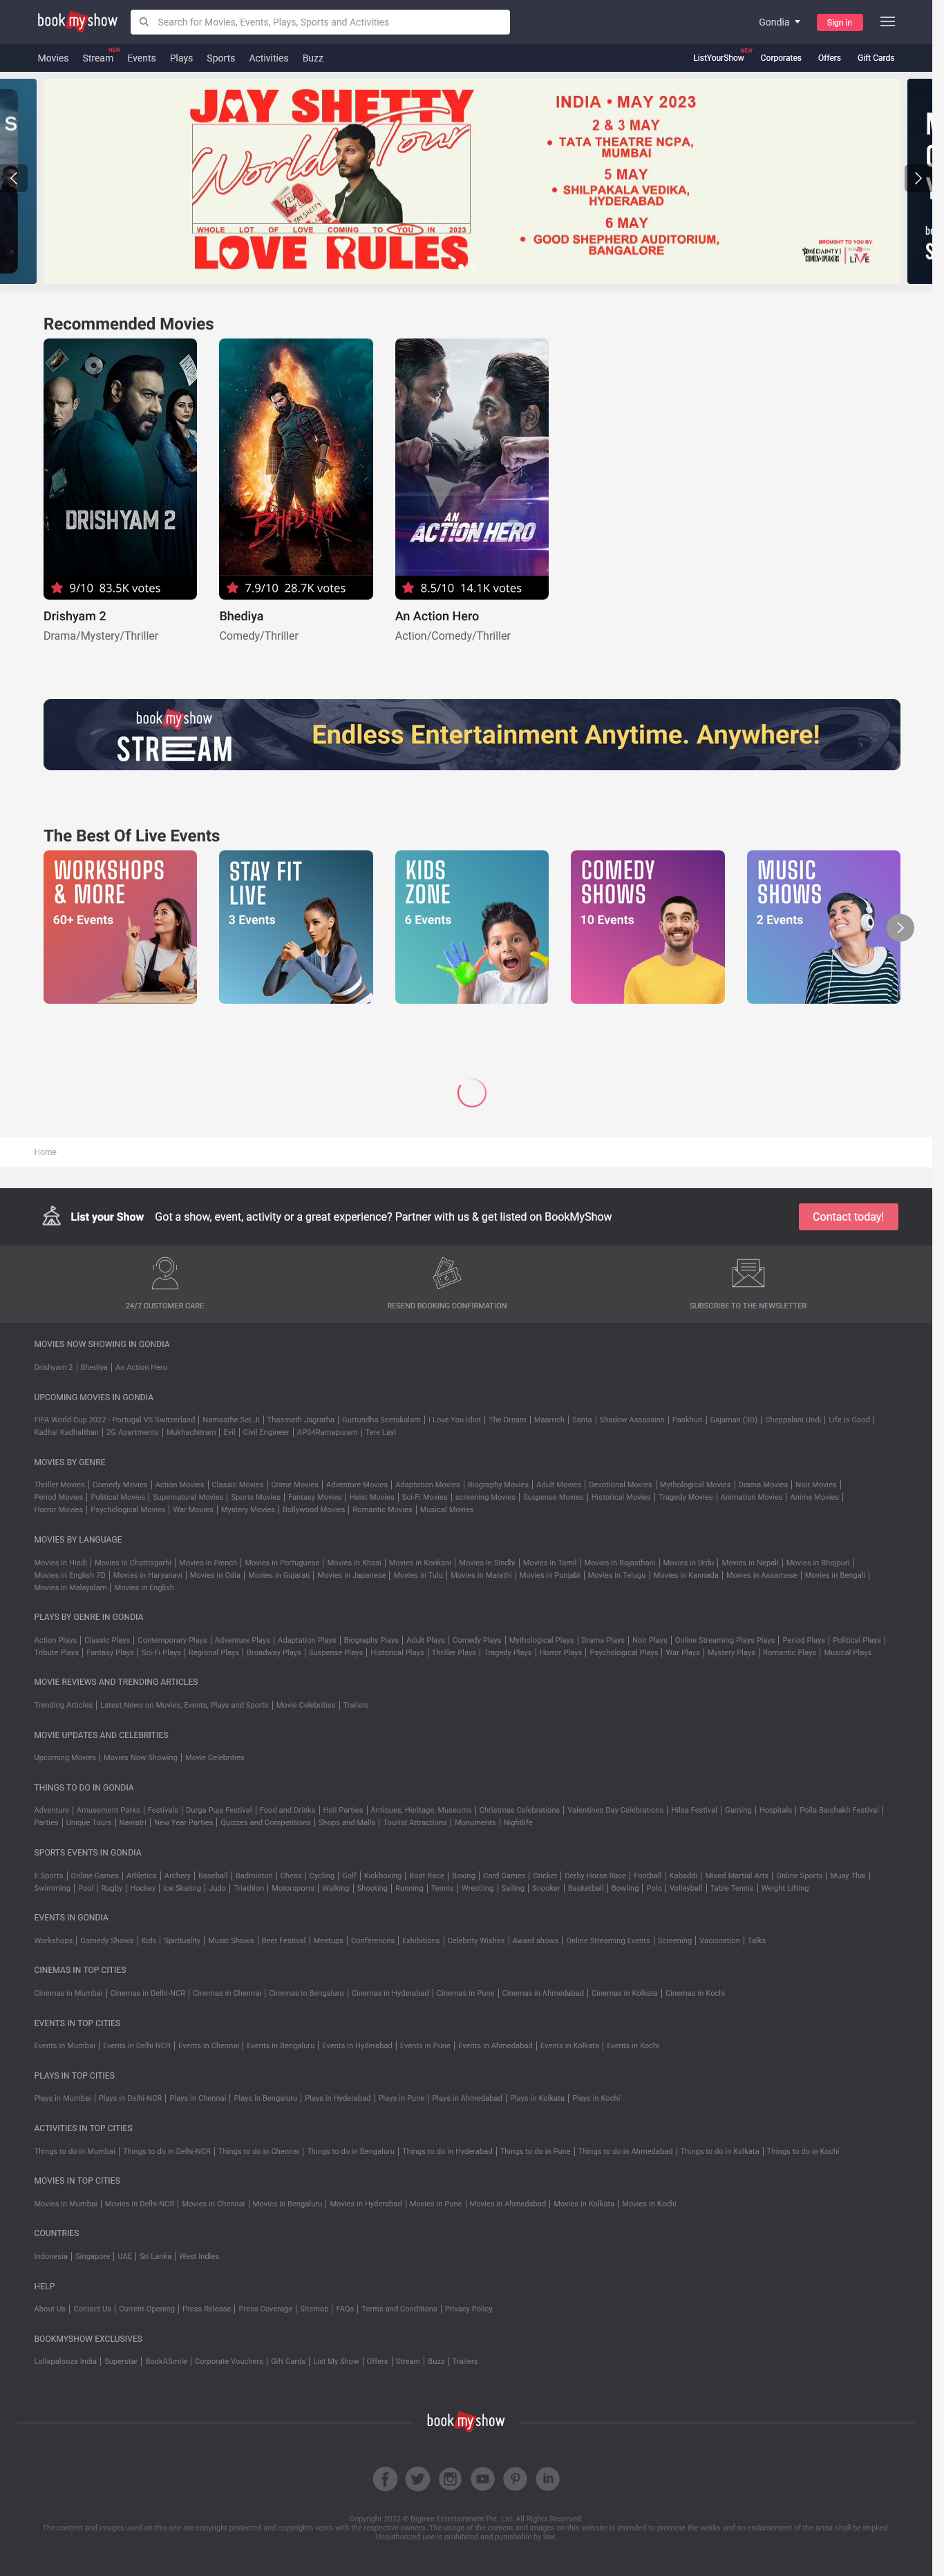 book my show
Search for Movies, Events, Plays, Sports and Activities
Gondia
Sign in
Movies Stream NEW Events Plays Sports Activities Buzz
ListYourShow NEW Corporates Offers Gift Cards
JAY SHETTY
World Tour
WHOLE LOT OF LOVE COMING TO YOU IN 2023
LOVE RULES
INDIA • MAY 2023
2 & 3 MAY
• TATA THEATRE NCPA,
MUMBAI
5 MAY
• SHILPAKALA VEDIKA,
HYDERABAD
6 MAY
• GOOD SHEPHERD AUDITORIUM,
BANGALORE
BROUGHT TO YOU BY
LIVE
Recommended Movies
DRISHYAM 2
BHEDIYA
AN
ACTION HERO
9/10 83.5K votes
7.9/10 28.7K votes
8.5/10 14.1K votes
Drishyam 2
Bhediya
An Action Hero
Drama/Mystery/Thriller
Comedy/Thriller
Action/Comedy/Thriller
book my show
STREAM
Endless Entertainment Anytime. Anywhere!
The Best Of Live Events
WORKSHOPS
& MORE
60+ Events
STAY FIT
LIVE
3 Events
KIDS
ZONE
6 Events
COMEDY
SHOWS
10 Events
MUSIC
SHOWS
2 Events
Home
List your Show Got a show, event, activity or a great experience? Partner with us & get listed on BookMyShow
Contact today!
24/7 CUSTOMER CARE
RESEND BOOKING CONFIRMATION
SUBSCRIBE TO THE NEWSLETTER
MOVIES NOW SHOWING IN GONDIA
Drishyam 2 | Bhediya | An Action Hero
UPCOMING MOVIES IN GONDIA
FIFA World Cup 2022 - Portugal VS Switzerland | Namasthe Set Ji | Thasmath Jagratha | Gurtundha Seetakalam | I Love You Idiot | The Dream | Maarrich | Santa | Shadow Assassins | Pankhuri | Gajaman (3D) | Cheppalani Undi | Life Is Good |
Kadhal Kadhalthan | 2G Apartments | Mukhachitram | Evil | Civil Engineer | AP04Ramapuram | Tere Layi
MOVIES BY GENRE
Thriller Movies | Comedy Movies | Action Movies | Classic Movies | Crime Movies | Adventure Movies | Adaptation Movies | Biography Movies | Adult Movies | Devotional Movies | Mythological Movies | Drama Movies | Noir Movies |
Period Movies | Political Movies | Supernatural Movies | Sports Movies | Fantasy Movies | Heist Movies | Sci-Fi Movies | screening Movies | Suspense Movies | Historical Movies | Tragedy Movies | Animation Movies | Anime Movies |
Horror Movies | Psychological Movies | War Movies | Mystery Movies | Bollywood Movies | Romantic Movies | Musical Movies
MOVIES BY LANGUAGE
Movies in Hindi | Movies in Chattisgarhi | Movies in French | Movies in Portuguese | Movies in Khasi | Movies in Konkani | Movies in Sindhi | Movies in Tamil | Movies in Rajasthani | Movies in Urdu | Movies in Nepali | Movies in Bhojpuri |
Movies in English 7D | Movies in Haryanavi | Movies in Odia | Movies in Gujarati | Movies in Japanese | Movies in Tulu | Movies in Marathi | Movies in Punjabi | Movies in Telugu | Movies in Kannada | Movies in Assamese | Movies in Bengali |
Movies in Malayalam | Movies in English
PLAYS BY GENRE IN GONDIA
Action Plays | Classic Plays | Contemporary Plays | Adventure Plays | Adaptation Plays | Biography Plays | Adult Plays | Comedy Plays | Mythological Plays | Drama Plays | Noir Plays | Online Streaming Plays Plays | Period Plays | Political Plays |
Tribute Plays | Fantasy Plays | Sci-Fi Plays | Regional Plays | Broadway Plays | Suspense Plays | Historical Plays | Thriller Plays | Tragedy Plays | Horror Plays | Psychological Plays | War Plays | Mystery Plays | Romantic Plays | Musical Plays
MOVIE REVIEWS AND TRENDING ARTICLES
Trending Articles | Latest News on Movies, Events, Plays and Sports | Movie Celebrities | Trailers
MOVIE UPDATES AND CELEBRITIES
Upcoming Movies | Movies Now Showing | Movie Celebrities
THINGS TO DO IN GONDIA
Adventure | Amusement Parks | Festivals | Durga Puja Festival | Food and Drinks | Holi Parties | Antiques, Heritage, Museums | Christmas Celebrations | Valentines Day Celebrations | Hilsa Festival | Gaming | Hospitals | Poila Baishakh Festival |
Parties | Unique Tours | Navratri | New Year Parties | Quizzes and Competitions | Shops and Malls | Tourist Attractions | Monuments | Nightlife
SPORTS EVENTS IN GONDIA
E Sports | Online Games | Athletics | Archery | Baseball | Badminton | Chess | Cycling | Golf | Kickboxing | Boat Race | Boxing | Card Games | Cricket | Derby Horse Race | Football | Kabaddi | Mixed Martial Arts | Online Sports | Muay Thai |
Swimming | Pool | Rugby | Hockey | Ice Skating | Judo | Triathlon | Motorsports | Walking | Shooting | Running | Tennis | Wrestling | Sailing | Snooker | Basketball | Bowling | Polo | Volleyball | Table Tennis | Weight Lifting
EVENTS IN GONDIA
Workshops | Comedy Shows | Kids | Spirituality | Music Shows | Beer Festival | Meetups | Conferences | Exhibitions | Celebrity Wishes | Award shows | Online Streaming Events | Screening | Vaccination | Talks
CINEMAS IN TOP CITIES
Cinemas in Mumbai | Cinemas in Delhi-NCR | Cinemas in Chennai | Cinemas in Bengaluru | Cinemas in Hyderabad | Cinemas in Pune | Cinemas in Ahmedabad | Cinemas in Kolkata | Cinemas in Kochi
EVENTS IN TOP CITIES
Events in Mumbai | Events in Delhi-NCR | Events in Chennai | Events in Bengaluru | Events in Hyderabad | Events in Pune | Events in Ahmedabad | Events in Kolkata | Events in Kochi
PLAYS IN TOP CITIES
Plays in Mumbai | Plays in Delhi-NCR | Plays in Chennai | Plays in Bengaluru | Plays in Hyderabad | Plays in Pune | Plays in Ahmedabad | Plays in Kolkata | Plays in Kochi
ACTIVITIES IN TOP CITIES
Things to do in Mumbai | Things to do in Delhi-NCR | Things to do in Chennai | Things to do in Bengaluru | Things to do in Hyderabad | Things to do in Pune | Things to do in Ahmedabad | Things to do in Kolkata | Things to do in Kochi
MOVIES IN TOP CITIES
Movies in Mumbai | Movies in Delhi-NCR | Movies in Chennai | Movies in Bengaluru | Movies in Hyderabad | Movies in Pune | Movies in Ahmedabad | Movies in Kolkata | Movies in Kochi
COUNTRIES
Indonesia | Singapore | UAE | Sri Lanka | West Indies
HELP
About Us | Contact Us | Current Opening | Press Release | Press Coverage | Sitemap | FAQs | Terms and Conditions | Privacy Policy
BOOKMYSHOW EXCLUSIVES
Lollapalooza India | Superstar | BookASmile | Corporate Vouchers | Gift Cards | List My Show | Offers | Stream | Buzz | Trailers
book my show
Copyright 2022 © Bigtree Entertainment Pvt. Ltd. All Rights Reserved.
The content and images used on this site are copyright protected and copyrights vests with the respective owners. The usage of the content and images on this website is intended to promote the works and no endorsement of the artist shall be implied.
Unauthorized use is prohibited and punishable by law.